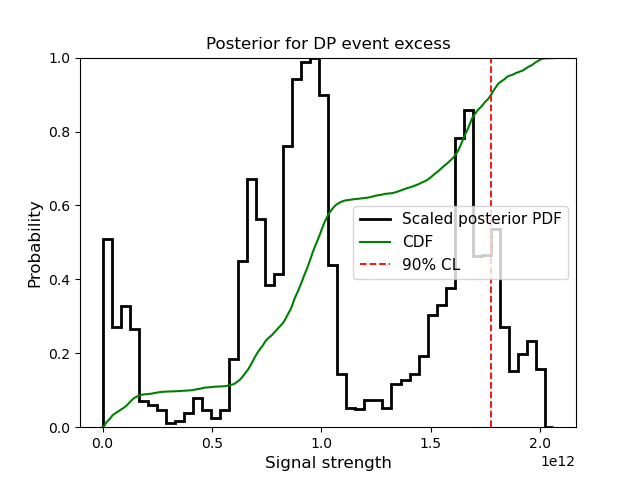 Posterior for DP event excess
1.0
0.8
0.6
0.4
0.2
0.0
Probability
Scaled posterior PDF
CDF
90% CL
0.0 0.5 1.0 1.5 2.0
1e12
Signal strength